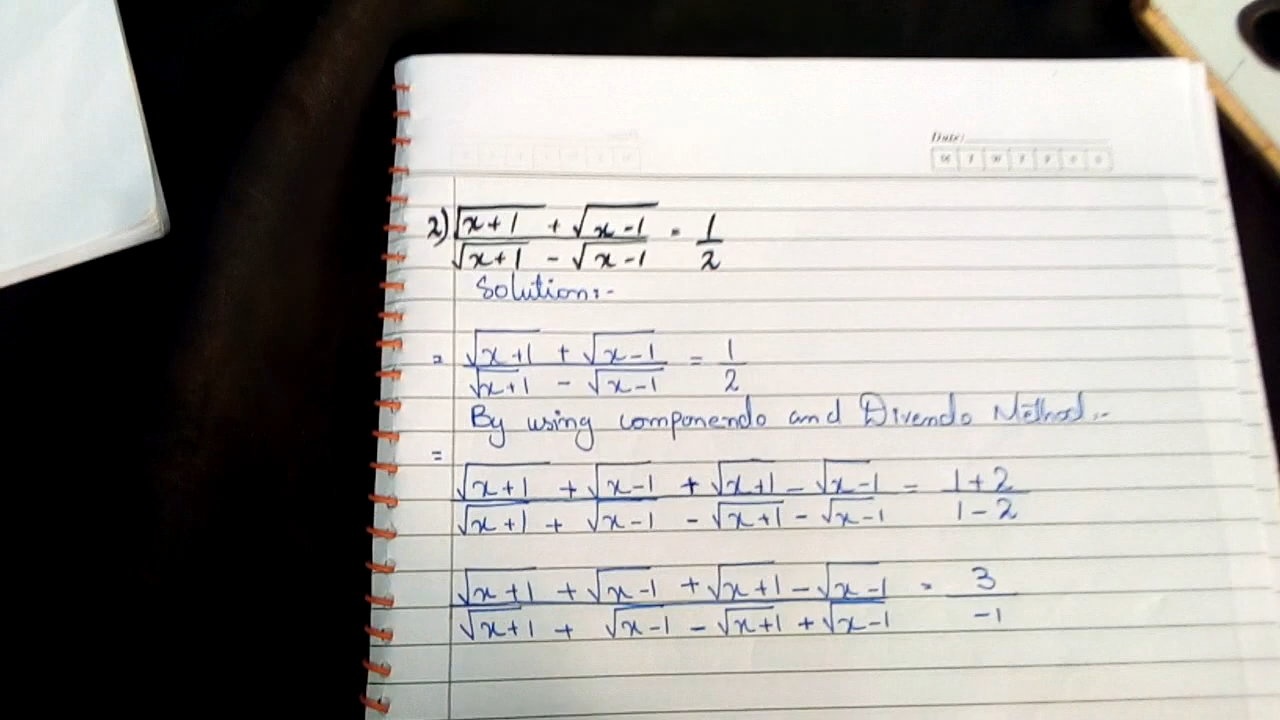 Date:
M T W T F S S
2) √x+1 + √x-1 / √x+1 - √x-1 = 1/2
Solution:-
= √x+1 + √x-1 / √x+1 - √x-1 = 1/2
By using componendo and Divendo Method:-
=
√x+1 + √x-1 + √x+1 - √x-1 / √x+1 + √x-1 - √x+1 - √x-1 = 1+2 / 1-2
√x+1 + √x-1 + √x+1 - √x-1 / √x+1 + √x-1 - √x+1 + √x-1 = 3 / -1